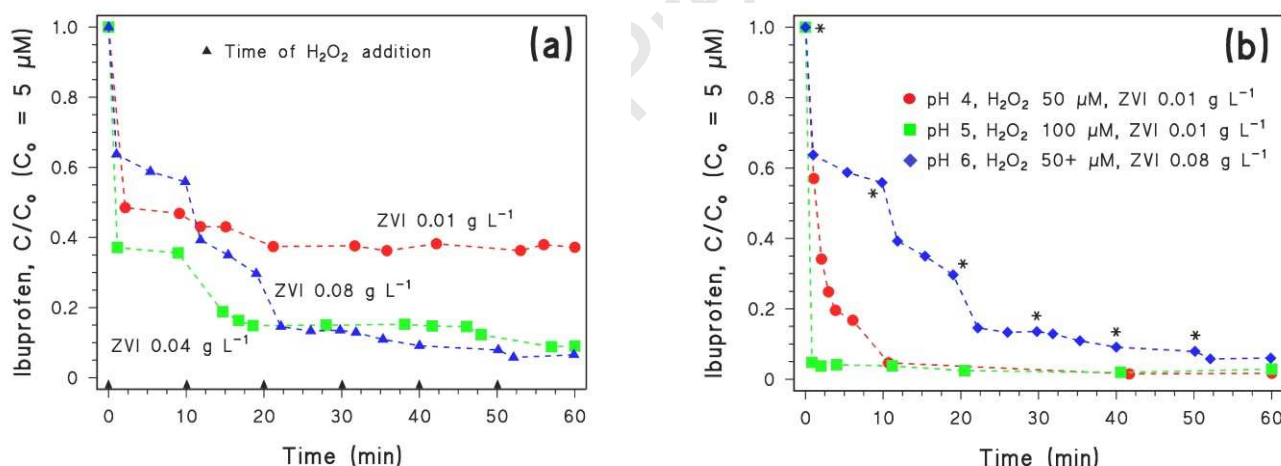 (a)
▲ Time of H₂O₂ addition
Ibuprofen, C/C₀ (C₀ = 5 µM)
1.0
0.8
0.6
0.4
0.2
0
ZVI 0.01 g L⁻¹
ZVI 0.08 g L⁻¹
ZVI 0.04 g L⁻¹
0 10 20 30 40 50 60
Time (min)
(b)
Ibuprofen, C/C₀ (C₀ = 5 µM)
1.0
0.8
0.6
0.4
0.2
0
pH 4, H₂O₂ 50 µM, ZVI 0.01 g L⁻¹
pH 5, H₂O₂ 100 µM, ZVI 0.01 g L⁻¹
pH 6, H₂O₂ 50+ µM, ZVI 0.08 g L⁻¹
* * * * * *
0 10 20 30 40 50 60
Time (min)